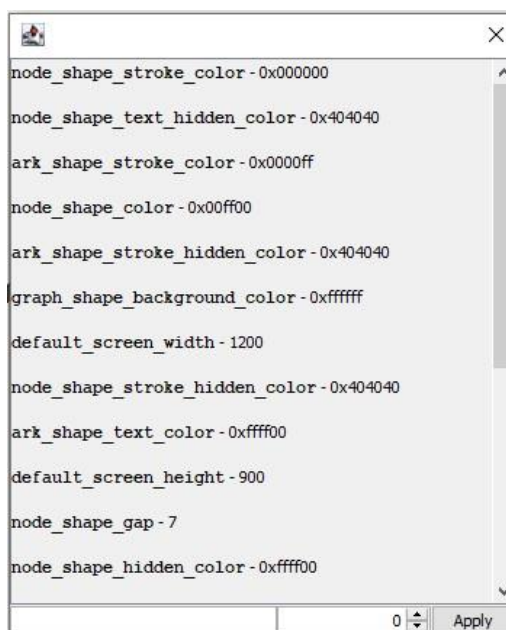 node_shape_stroke_color - 0x000000
node_shape_text_hidden_color - 0x404040
ark_shape_stroke_color - 0x0000ff
node_shape_color - 0x00ff00
ark_shape_stroke_hidden_color - 0x404040
graph_shape_background_color - 0xffffff
default_screen_width - 1200
node_shape_stroke_hidden_color - 0x404040
ark_shape_text_color - 0xffff00
default_screen_height - 900
node_shape_gap - 7
node_shape_hidden_color - 0xffff00
0 Apply